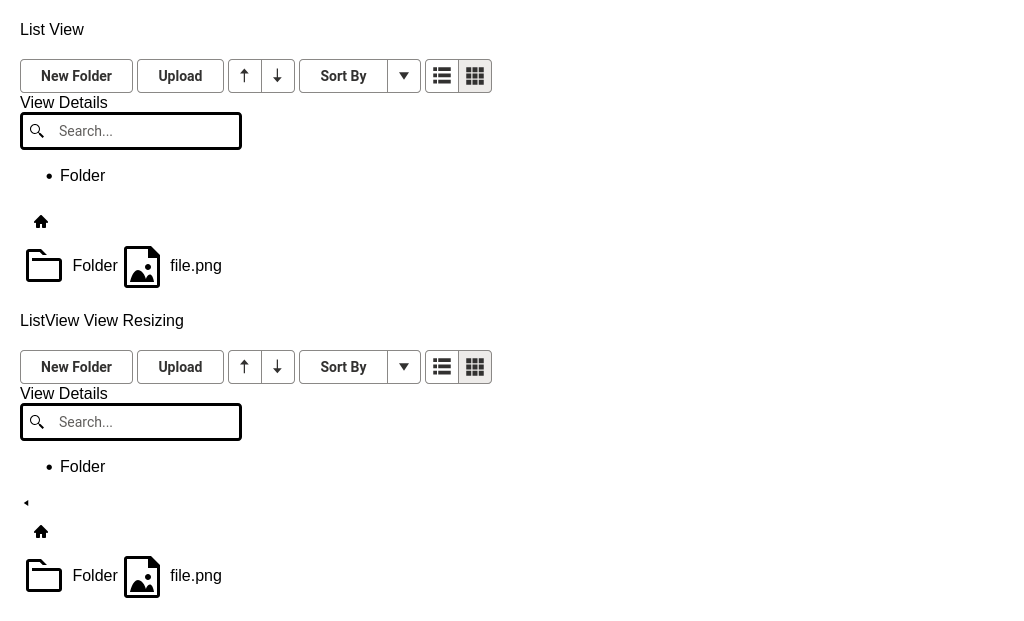 List View
New Folder Upload Sort By
View Details
Search...
Folder
Folder file.png
ListView View Resizing
New Folder Upload Sort By
View Details
Search...
Folder
Folder file.png